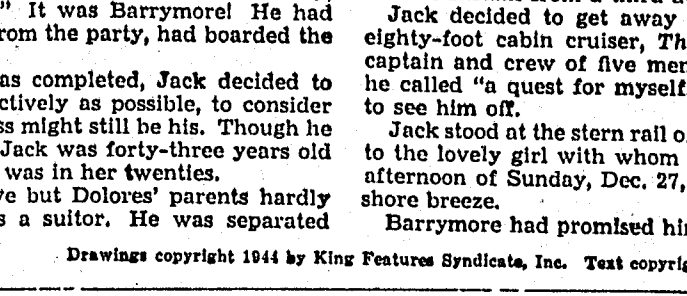 " It was Barrymore! He had
rom the party, had boarded the
as completed, Jack decided to
ctively as possible, to consider
ss might still be his. Though he
Jack was forty-three years old
was in her twenties.
ve but Dolores' parents hardly
s a suitor. He was separated
Jack decided to get away
eighty-foot cabin cruiser, Th
captain and crew of five mer
he called "a quest for myself
to see him off.
Jack stood at the stern rail o
to the lovely girl with whom
afternoon of Sunday, Dec. 27,
shore breeze.
Barrymore had promised hi
Drawings copyright 1944 by King Features Syndicate, Inc. Text copyrig